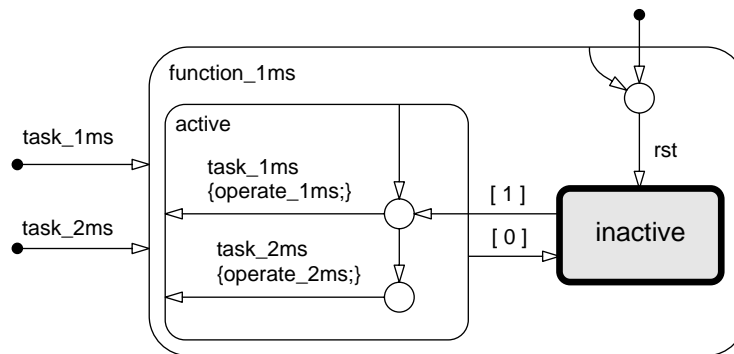 function_1ms
active
task_1ms
task_1ms
{operate_1ms;}
rst
[ 1 ]
task_2ms
[ 0 ]
inactive
task_2ms
{operate_2ms;}